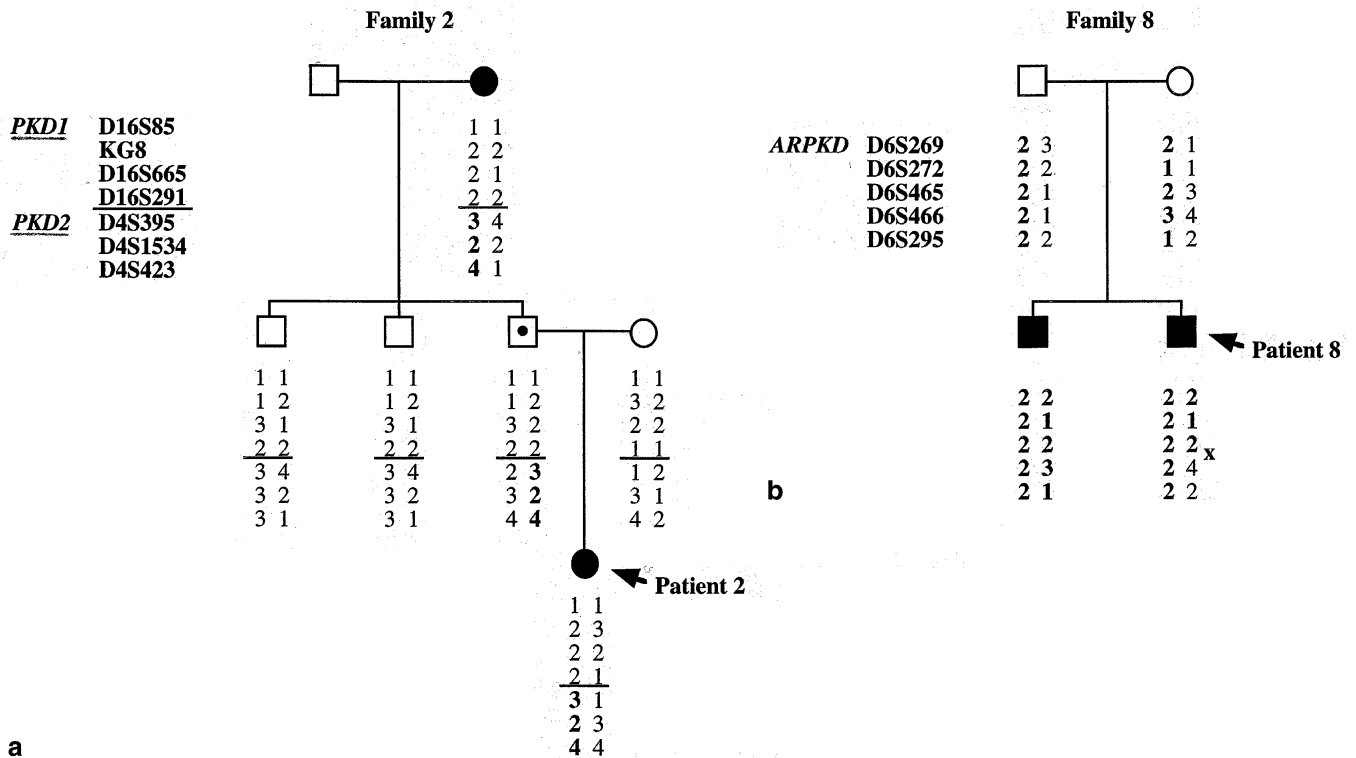 Family 2
PKD1 D16S85 1 1
KG8 2 2
D16S665 2 1
D16S291 2 2
PKD2 D4S395 3 4
D4S1534 2 2
D4S423 4 1
1 1 1 1 1 1 1 1
1 2 1 2 1 2 3 2
3 1 3 1 3 2 2 2
2 2 2 2 2 2 1 1
3 4 3 4 2 3 1 2
3 2 3 2 3 2 3 1
3 1 3 1 4 4 4 2
Patient 2
1 1
2 3
2 2
2 1
3 1
2 3
4 4
a
Family 8
ARPKD D6S269 2 3 2 1
D6S272 2 2 1 1
D6S465 2 1 2 3
D6S466 2 1 3 4
D6S295 2 2 1 2
Patient 8
2 2 2 2
2 1 2 1
2 2 2 2 x
2 3 2 4
2 1 2 2
b